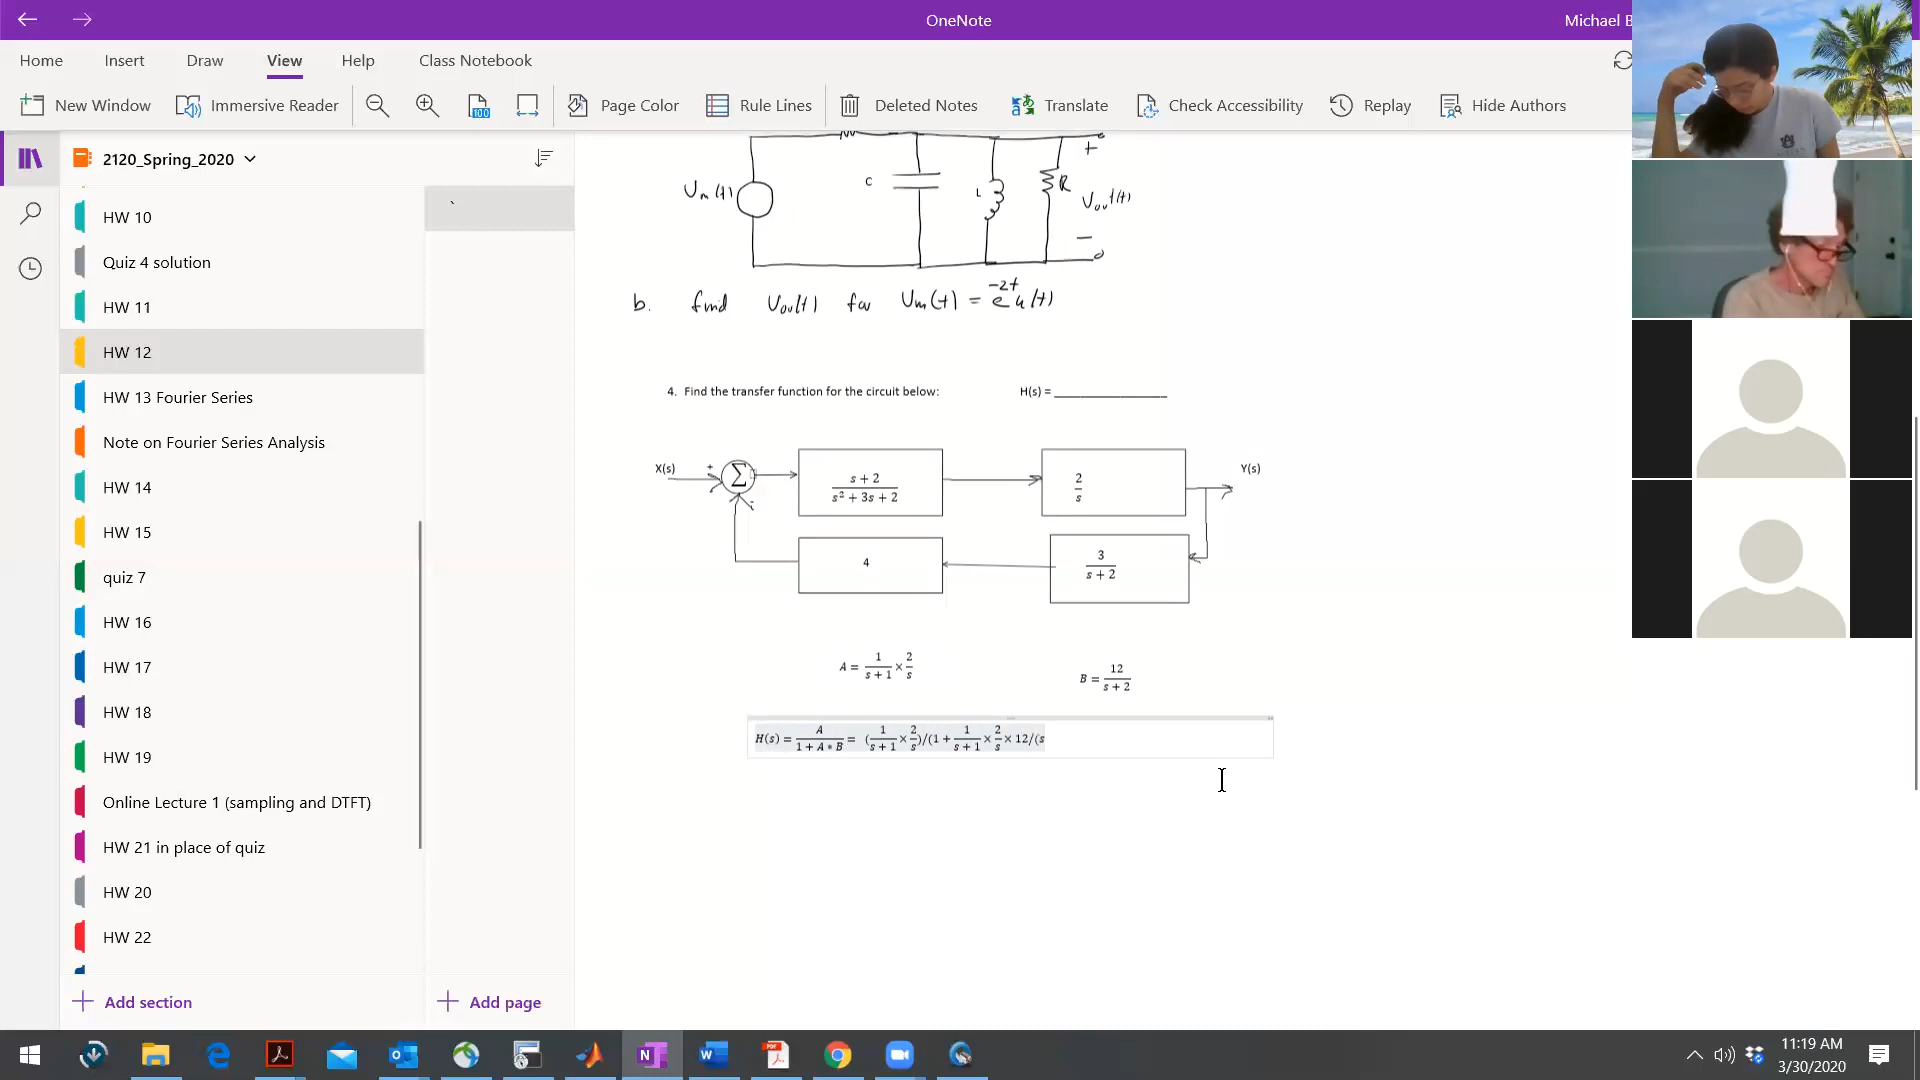 OneNote
Michael B
Home Insert Draw View Help Class Notebook
New Window Immersive Reader 100 Page Color Rule Lines Deleted Notes Translate Check Accessibility Replay Hide Authors
2120_Spring_2020
HW 10
Quiz 4 solution
HW 11
HW 12
HW 13 Fourier Series
Note on Fourier Series Analysis
HW 14
HW 15
quiz 7
HW 16
HW 17
HW 18
HW 19
Online Lecture 1 (sampling and DTFT)
HW 21 in place of quiz
HW 20
HW 22
Add section
`
Add page
Vin(t) C L R + Vout(t) −
b. find Vout(t) for Vin(t) = e^{-2t} u(t)
4. Find the transfer function for the circuit below: H(s) = ________________
X(s) + Σ − (s + 2)/(s² + 3s + 2) 2/s Y(s)
4 3/(s + 2)
A = 1/(s + 1) × 2/s B = 12/(s + 2)
H(s) = A/(1 + A * B) = (1/(s + 1) × 2/s)/(1 + 1/(s + 1) × 2/s × 12/(s
11:19 AM
3/30/2020